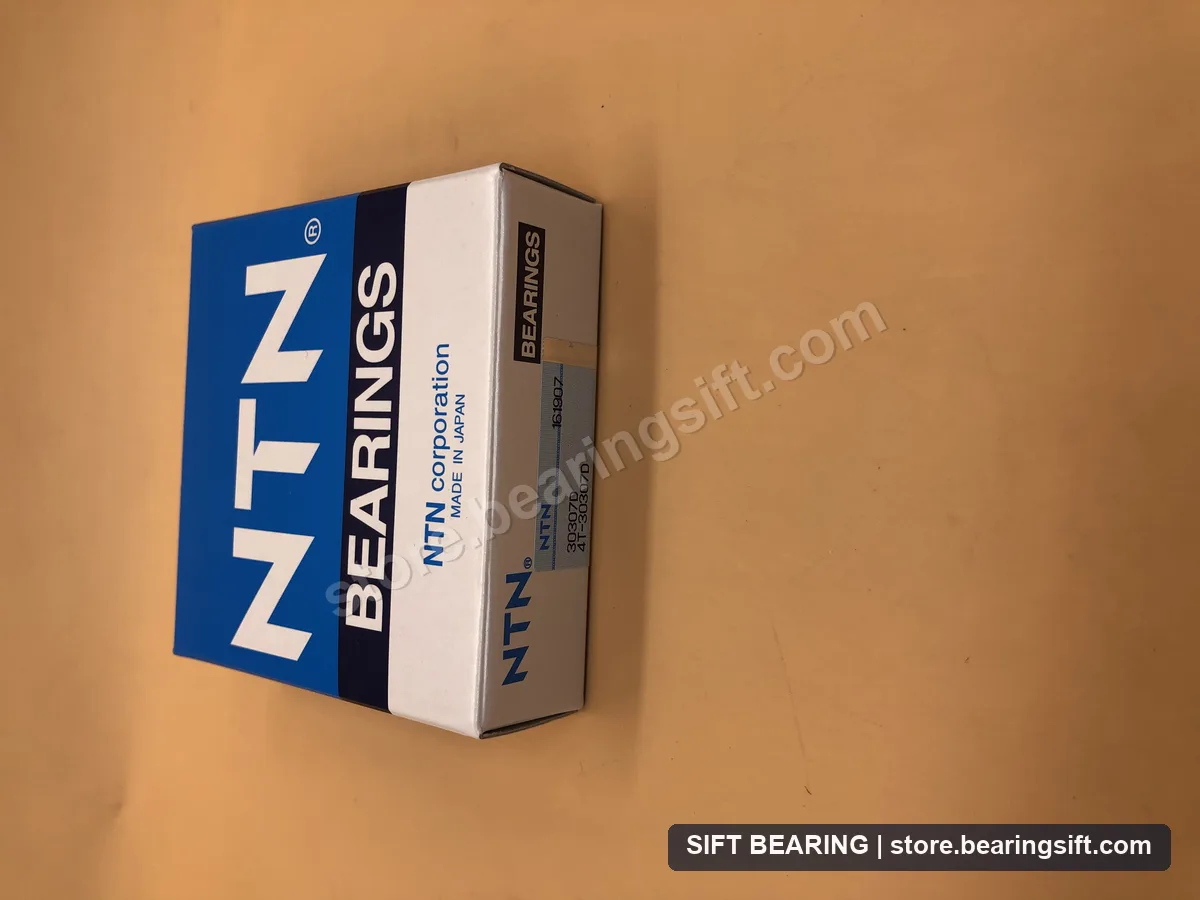 NTN®
BEARINGS
NTN corporation
MADE IN JAPAN
NTN® BEARINGS
NTN 161907
30307D
4T-30307D
store.bearingsift.com
SIFT BEARING | store.bearingsift.com